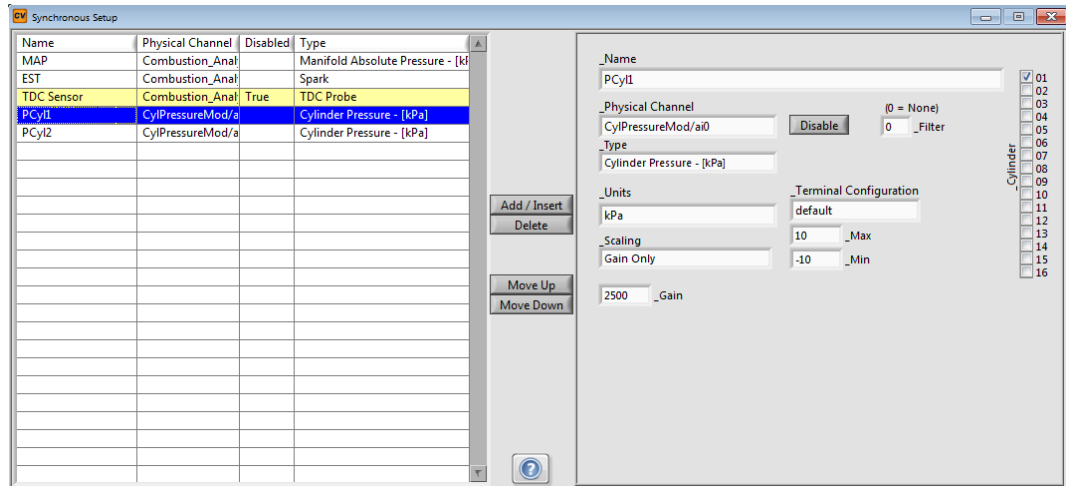 CV Synchronous Setup
Name Physical Channel Disabled Type
MAP Combustion_Anal Manifold Absolute Pressure - [kF
EST Combustion_Anal Spark
TDC Sensor Combustion_Anal True TDC Probe
PCyl1 CylPressureMod/a Cylinder Pressure - [kPa]
PCyl2 CylPressureMod/a Cylinder Pressure - [kPa]
Add / Insert
Delete
Move Up
Move Down
?
_Name
PCyl1
_Physical Channel
CylPressureMod/ai0
Disable
(0 = None)
0 _Filter
_Type
Cylinder Pressure - [kPa]
_Units
kPa
_Terminal Configuration
default
_Scaling
Gain Only
10 _Max
-10 _Min
2500 _Gain
_Cylinder
01
02
03
04
05
06
07
08
09
10
11
12
13
14
15
16